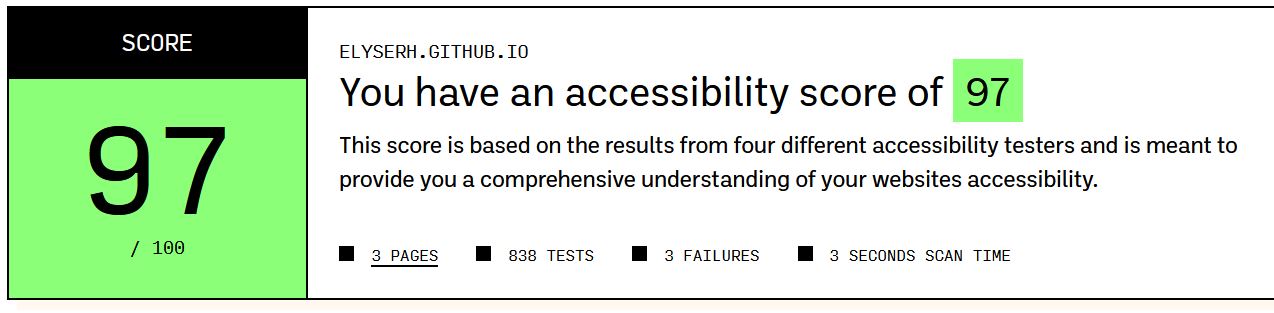 SCORE
97
/ 100
ELYSERH.GITHUB.IO
You have an accessibility score of 97
This score is based on the results from four different accessibility testers and is meant to
provide you a comprehensive understanding of your websites accessibility.
3 PAGES 838 TESTS 3 FAILURES 3 SECONDS SCAN TIME